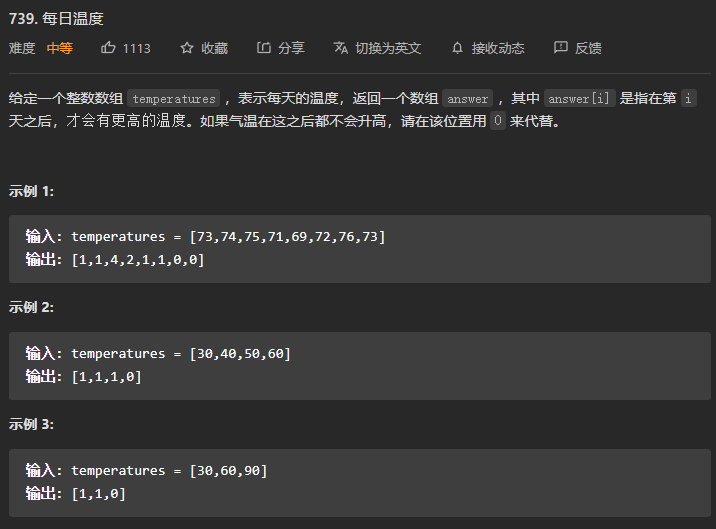 739. 每日温度
难度 中等 1113 收藏 分享 切换为英文 接收动态 反馈
给定一个整数数组 temperatures ，表示每天的温度，返回一个数组 answer ，其中 answer[i] 是指在第 i
天之后，才会有更高的温度。如果气温在这之后都不会升高，请在该位置用 0 来代替。
示例 1:
输入: temperatures = [73,74,75,71,69,72,76,73]
输出: [1,1,4,2,1,1,0,0]
示例 2:
输入: temperatures = [30,40,50,60]
输出: [1,1,1,0]
示例 3:
输入: temperatures = [30,60,90]
输出: [1,1,0]